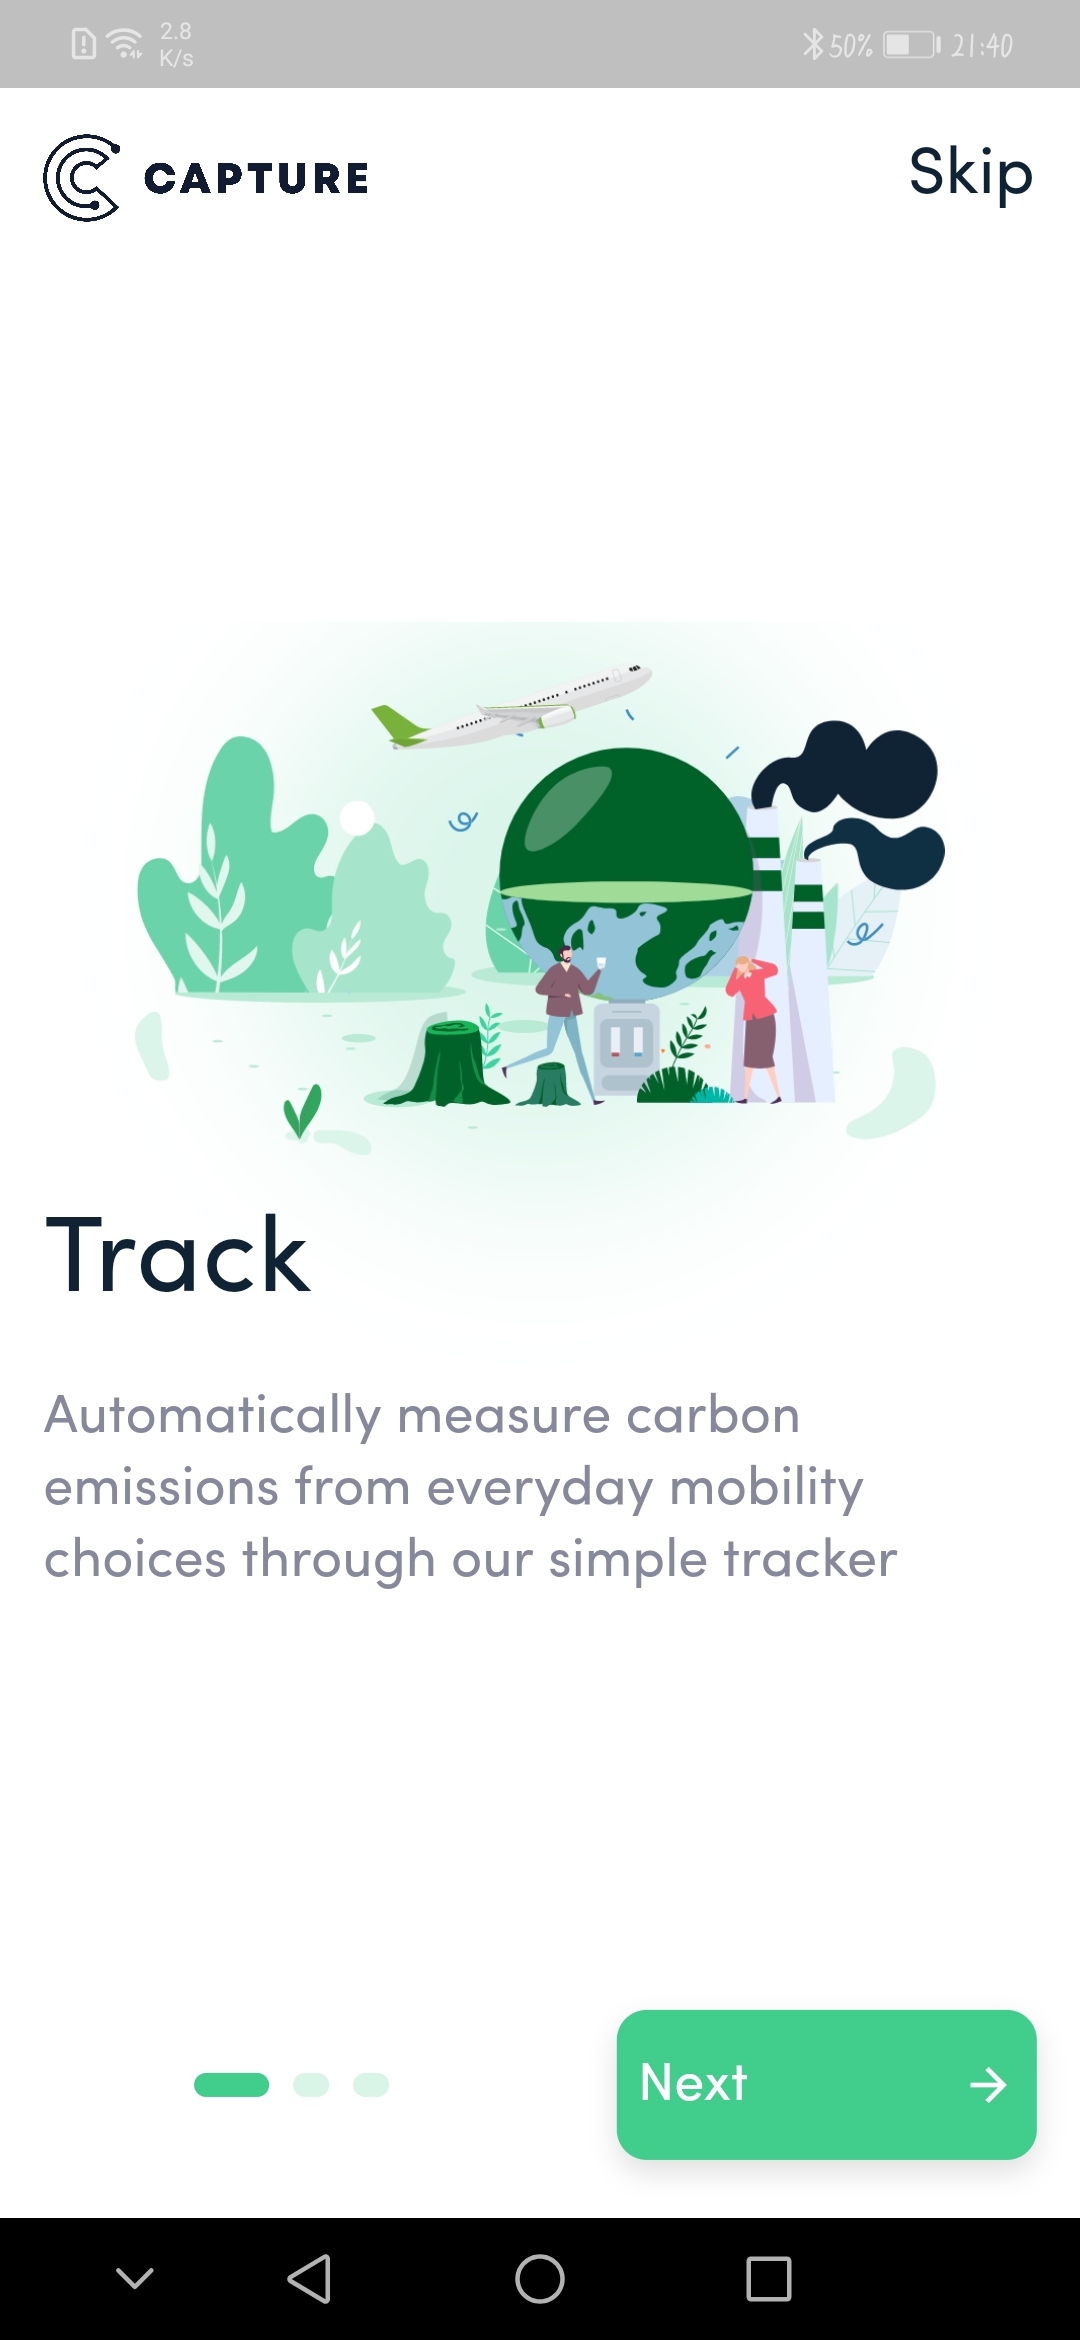 2.8
K/s
50%
21:40
CAPTURE
Skip
Track
Automatically measure carbon
emissions from everyday mobility
choices through our simple tracker
Next